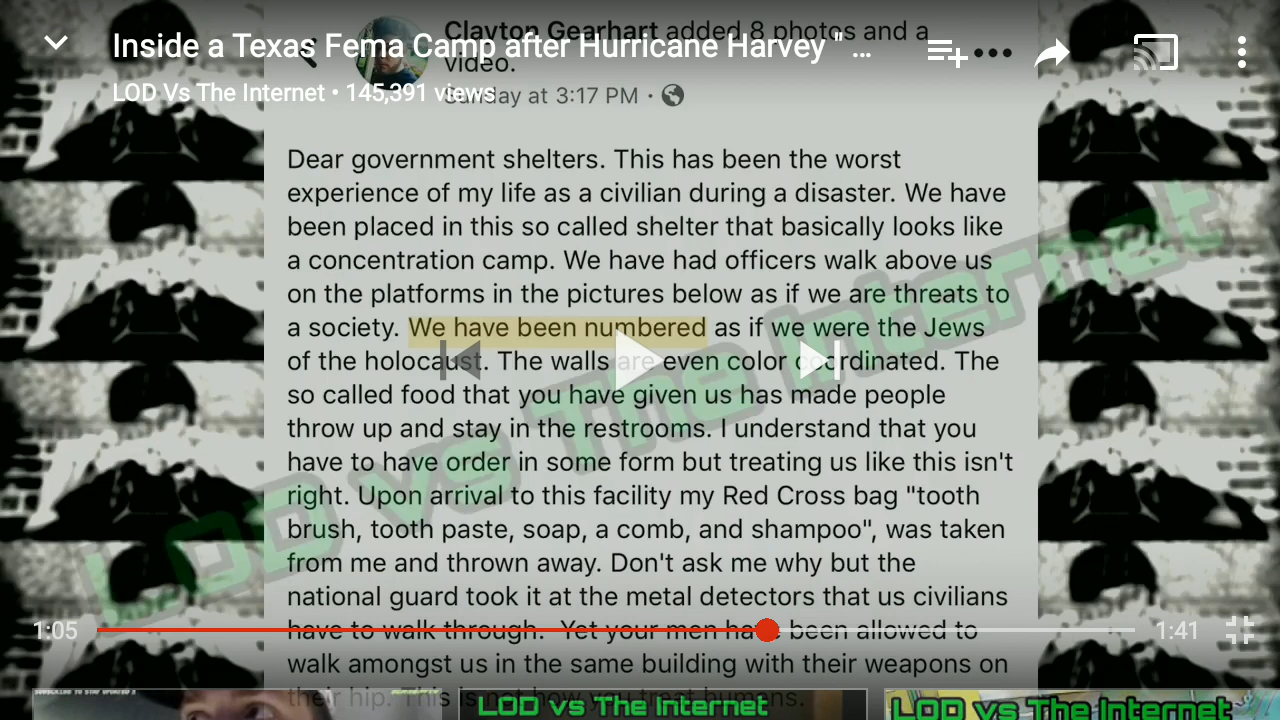 Clayton Gearhart added 8 photos and a
video.
Inside a Texas Fema Camp after Hurricane Harvey " ...
LOD Vs The Internet • 145,391 views
Sunday at 3:17 PM ·
Dear government shelters. This has been the worst
experience of my life as a civilian during a disaster. We have
been placed in this so called shelter that basically looks like
a concentration camp. We have had officers walk above us
on the platforms in the pictures below as if we are threats to
a society. We have been numbered as if we were the Jews
of the holocaust. The walls are even color coordinated. The
so called food that you have given us has made people
throw up and stay in the restrooms. I understand that you
have to have order in some form but treating us like this isn't
right. Upon arrival to this facility my Red Cross bag "tooth
brush, tooth paste, soap, a comb, and shampoo", was taken
from me and thrown away. Don't ask me why but the
national guard took it at the metal detectors that us civilians
have to walk through. Yet your men have been allowed to
walk amongst us in the same building with their weapons on
their hip. This is not how you treat humans.
LOD vs The Internet
1:05
1:41
LOD vs The Internet
LOD vs The Internet